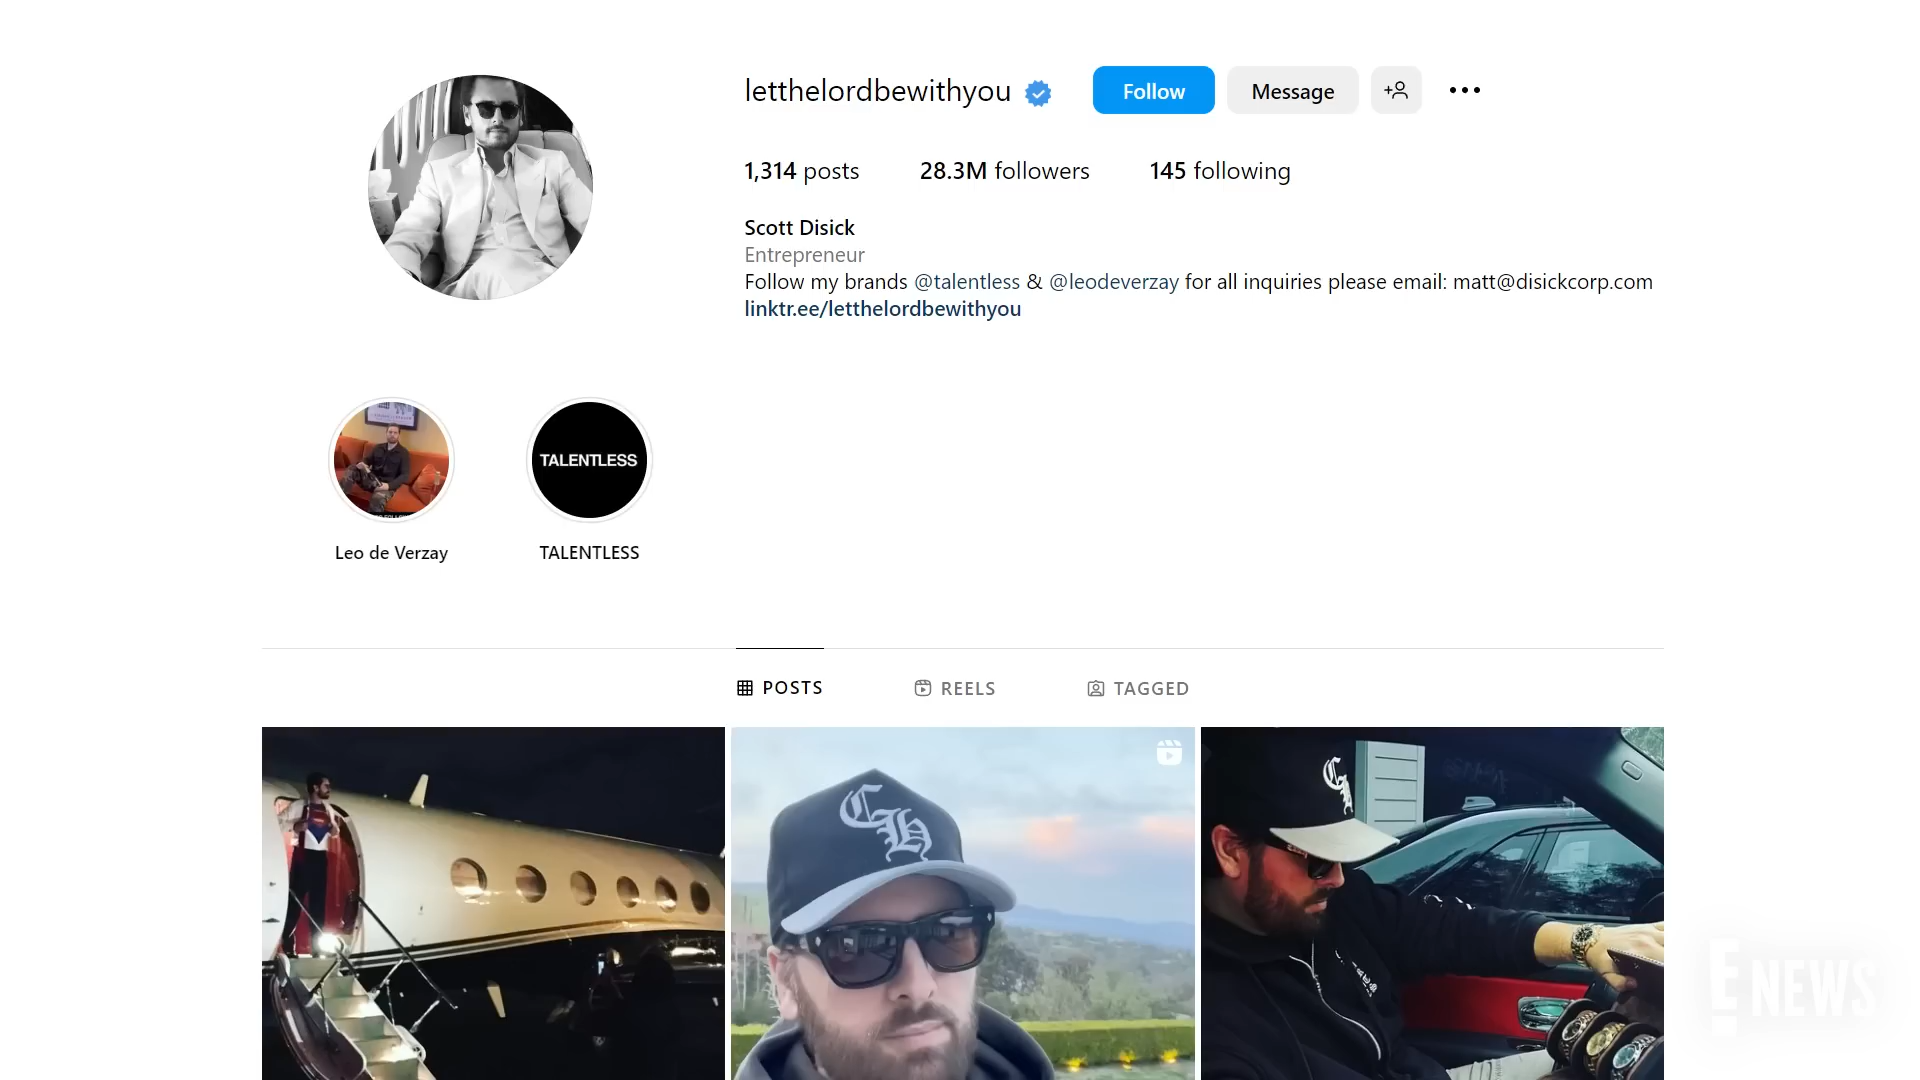 letthelordbewithyou
Follow
Message
1,314 posts
28.3M followers
145 following
Scott Disick
Entrepreneur
Follow my brands @talentless & @leodeverzay for all inquiries please email: matt@disickcorp.com
linktr.ee/letthelordbewithyou
TALENTLESS
Leo de Verzay
TALENTLESS
POSTS
REELS
TAGGED
CH
CH
E NEWS